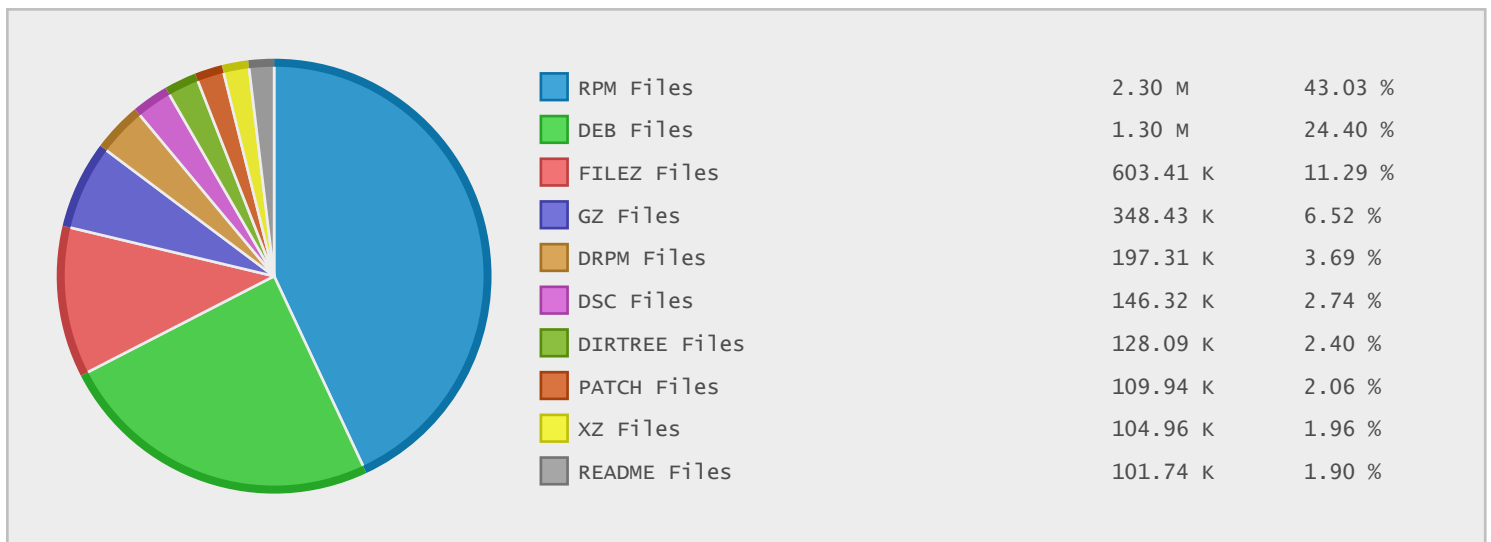 RPM Files 2.30 M 43.03 %
DEB Files 1.30 M 24.40 %
FILEZ Files 603.41 K 11.29 %
GZ Files 348.43 K 6.52 %
DRPM Files 197.31 K 3.69 %
DSC Files 146.32 K 2.74 %
DIRTREE Files 128.09 K 2.40 %
PATCH Files 109.94 K 2.06 %
XZ Files 104.96 K 1.96 %
README Files 101.74 K 1.90 %